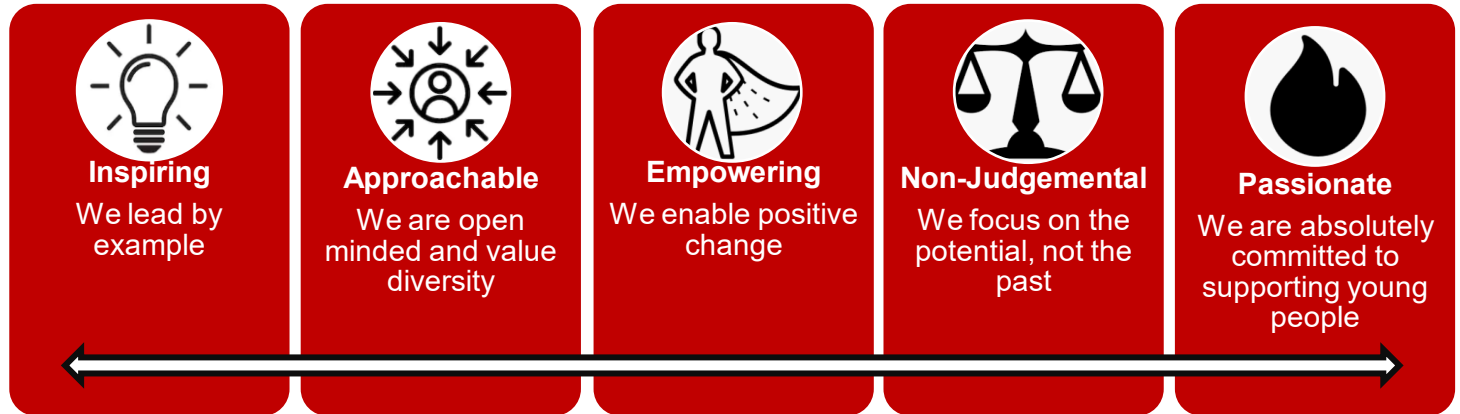 Inspiring
We lead by
example
Approachable
We are open
minded and value
diversity
Empowering
We enable positive
change
Non-Judgemental
We focus on the
potential, not the
past
Passionate
We are absolutely
committed to
supporting young
people